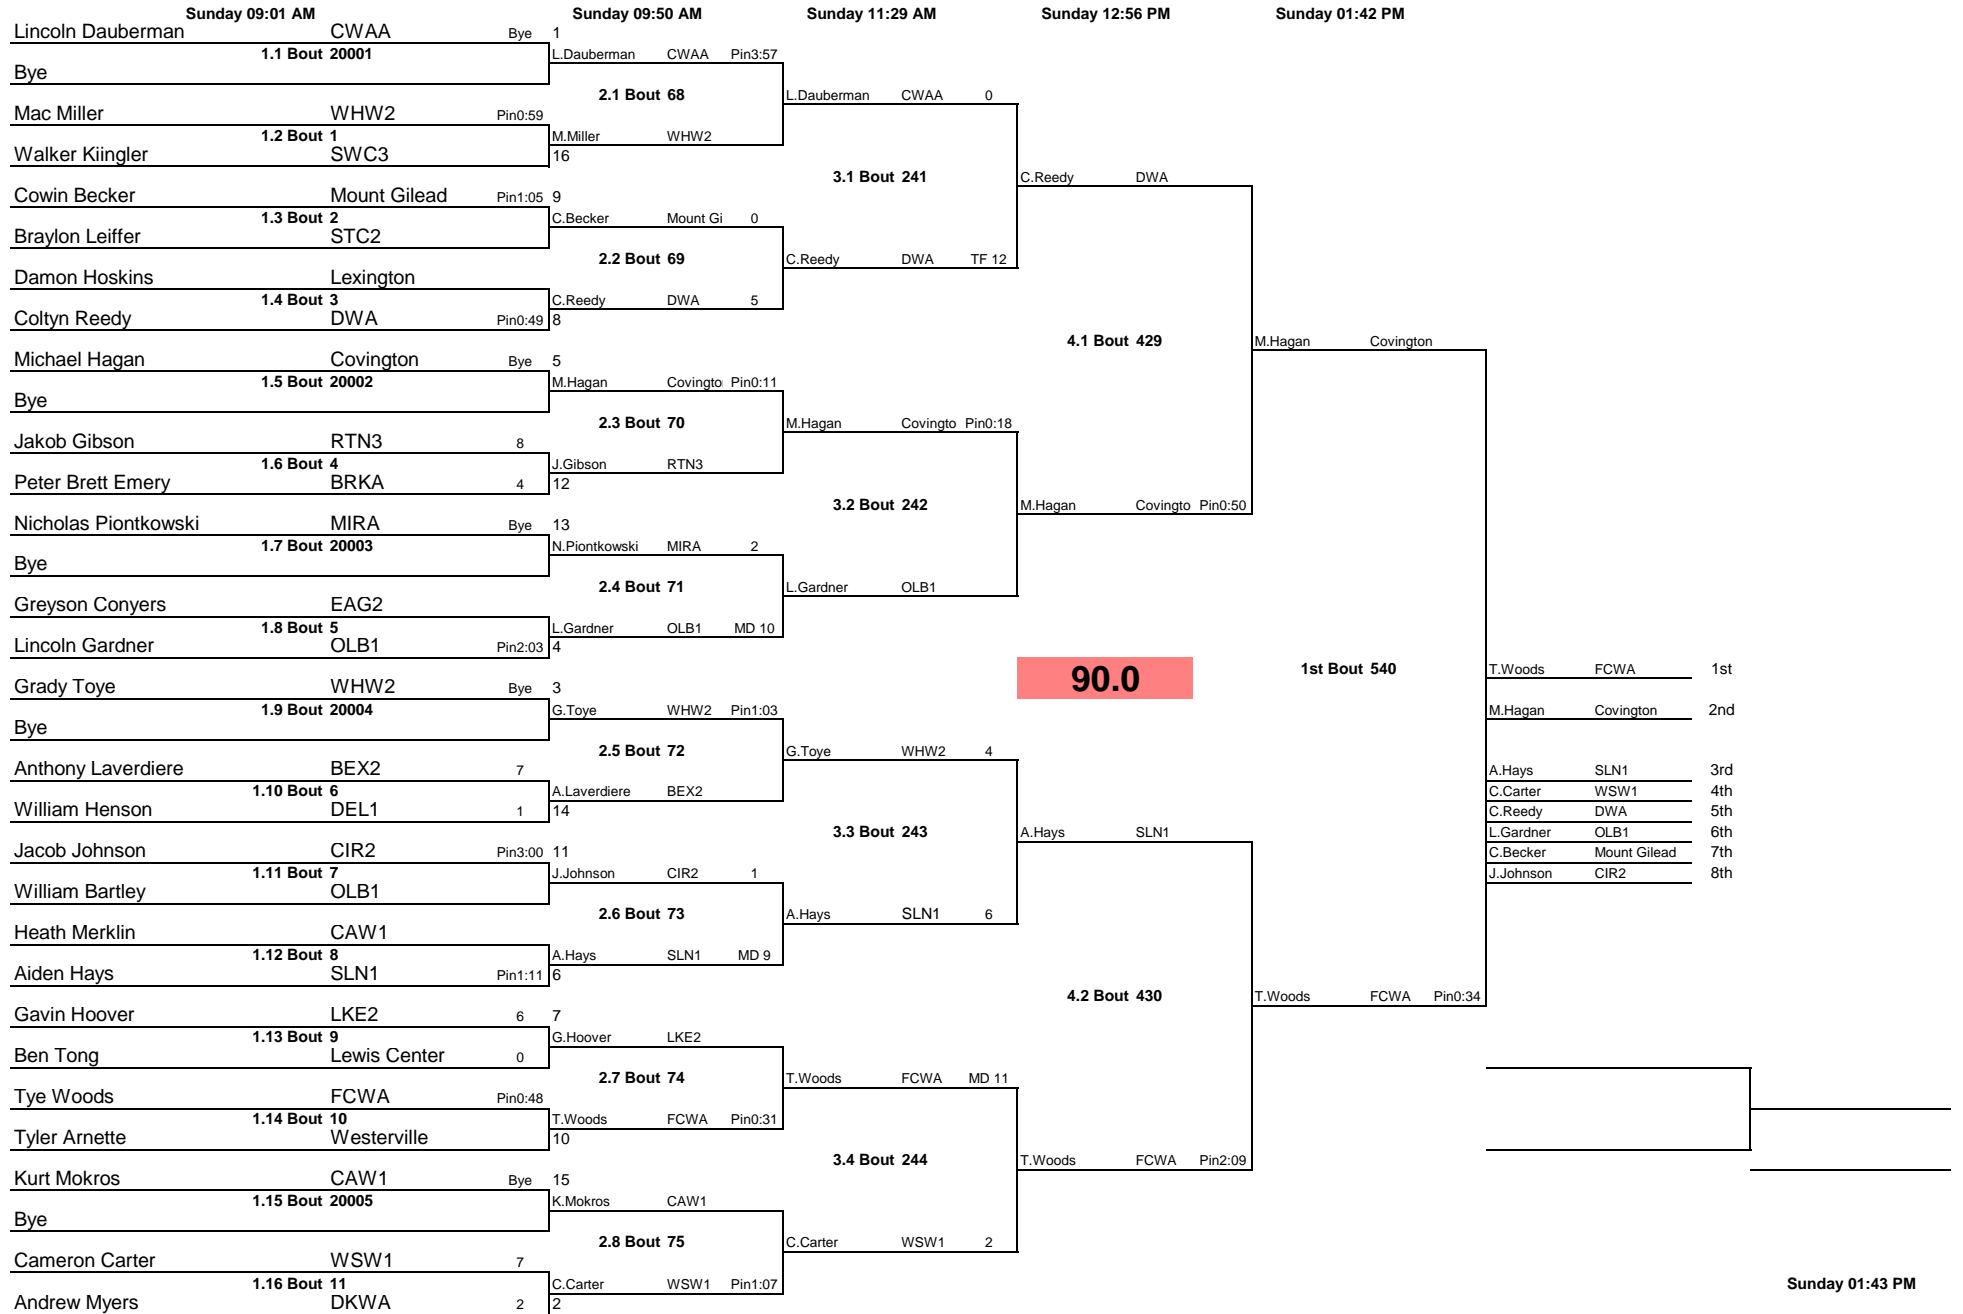 Sunday 09:01 AM Sunday 09:50 AM Sunday 11:29 AM Sunday 12:56 PM Sunday 01:42 PM
Lincoln Dauberman CWAA Bye 1
1.1 Bout 20001 L.Dauberman CWAA Pin3:57
Bye
2.1 Bout 68 L.Dauberman CWAA 0
Mac Miller WHW2 Pin0:59
1.2 Bout 1 M.Miller WHW2
Walker Kiingler SWC3 16
3.1 Bout 241 C.Reedy DWA
Cowin Becker Mount Gilead Pin1:05 9
1.3 Bout 2 C.Becker Mount Gi 0
Braylon Leiffer STC2
2.2 Bout 69 C.Reedy DWA TF 12
Damon Hoskins Lexington
1.4 Bout 3 C.Reedy DWA 5
Coltyn Reedy DWA Pin0:49 8
4.1 Bout 429 M.Hagan Covington
Michael Hagan Covington Bye 5
1.5 Bout 20002 M.Hagan Covingto Pin0:11
Bye
2.3 Bout 70 M.Hagan Covingto Pin0:18
Jakob Gibson RTN3 8
1.6 Bout 4 J.Gibson RTN3
Peter Brett Emery BRKA 4 12
3.2 Bout 242 M.Hagan Covingto Pin0:50
Nicholas Piontkowski MIRA Bye 13
1.7 Bout 20003 N.Piontkowski MIRA 2
Bye
2.4 Bout 71 L.Gardner OLB1
Greyson Conyers EAG2
1.8 Bout 5 L.Gardner OLB1 MD 10
Lincoln Gardner OLB1 Pin2:03 4
90.0 1st Bout 540 T.Woods FCWA 1st
Grady Toye WHW2 Bye 3
1.9 Bout 20004 G.Toye WHW2 Pin1:03 M.Hagan Covington 2nd
Bye
2.5 Bout 72 G.Toye WHW2 4
Anthony Laverdiere BEX2 7 A.Hays SLN1 3rd
1.10 Bout 6 A.Laverdiere BEX2 C.Carter WSW1 4th
William Henson DEL1 1 14 C.Reedy DWA 5th
3.3 Bout 243 A.Hays SLN1 L.Gardner OLB1 6th
Jacob Johnson CIR2 Pin3:00 11 C.Becker Mount Gilead 7th
1.11 Bout 7 J.Johnson CIR2 1 J.Johnson CIR2 8th
William Bartley OLB1
2.6 Bout 73 A.Hays SLN1 6
Heath Merklin CAW1
1.12 Bout 8 A.Hays SLN1 MD 9
Aiden Hays SLN1 Pin1:11 6
4.2 Bout 430 T.Woods FCWA Pin0:34
Gavin Hoover LKE2 6 7
1.13 Bout 9 G.Hoover LKE2
Ben Tong Lewis Center 0
2.7 Bout 74 T.Woods FCWA MD 11
Tye Woods FCWA Pin0:48
1.14 Bout 10 T.Woods FCWA Pin0:31
Tyler Arnette Westerville 10
3.4 Bout 244 T.Woods FCWA Pin2:09
Kurt Mokros CAW1 Bye 15
1.15 Bout 20005 K.Mokros CAW1
Bye
2.8 Bout 75 C.Carter WSW1 2
Cameron Carter WSW1 7
1.16 Bout 11 C.Carter WSW1 Pin1:07 Sunday 01:43 PM
Andrew Myers DKWA 2 2